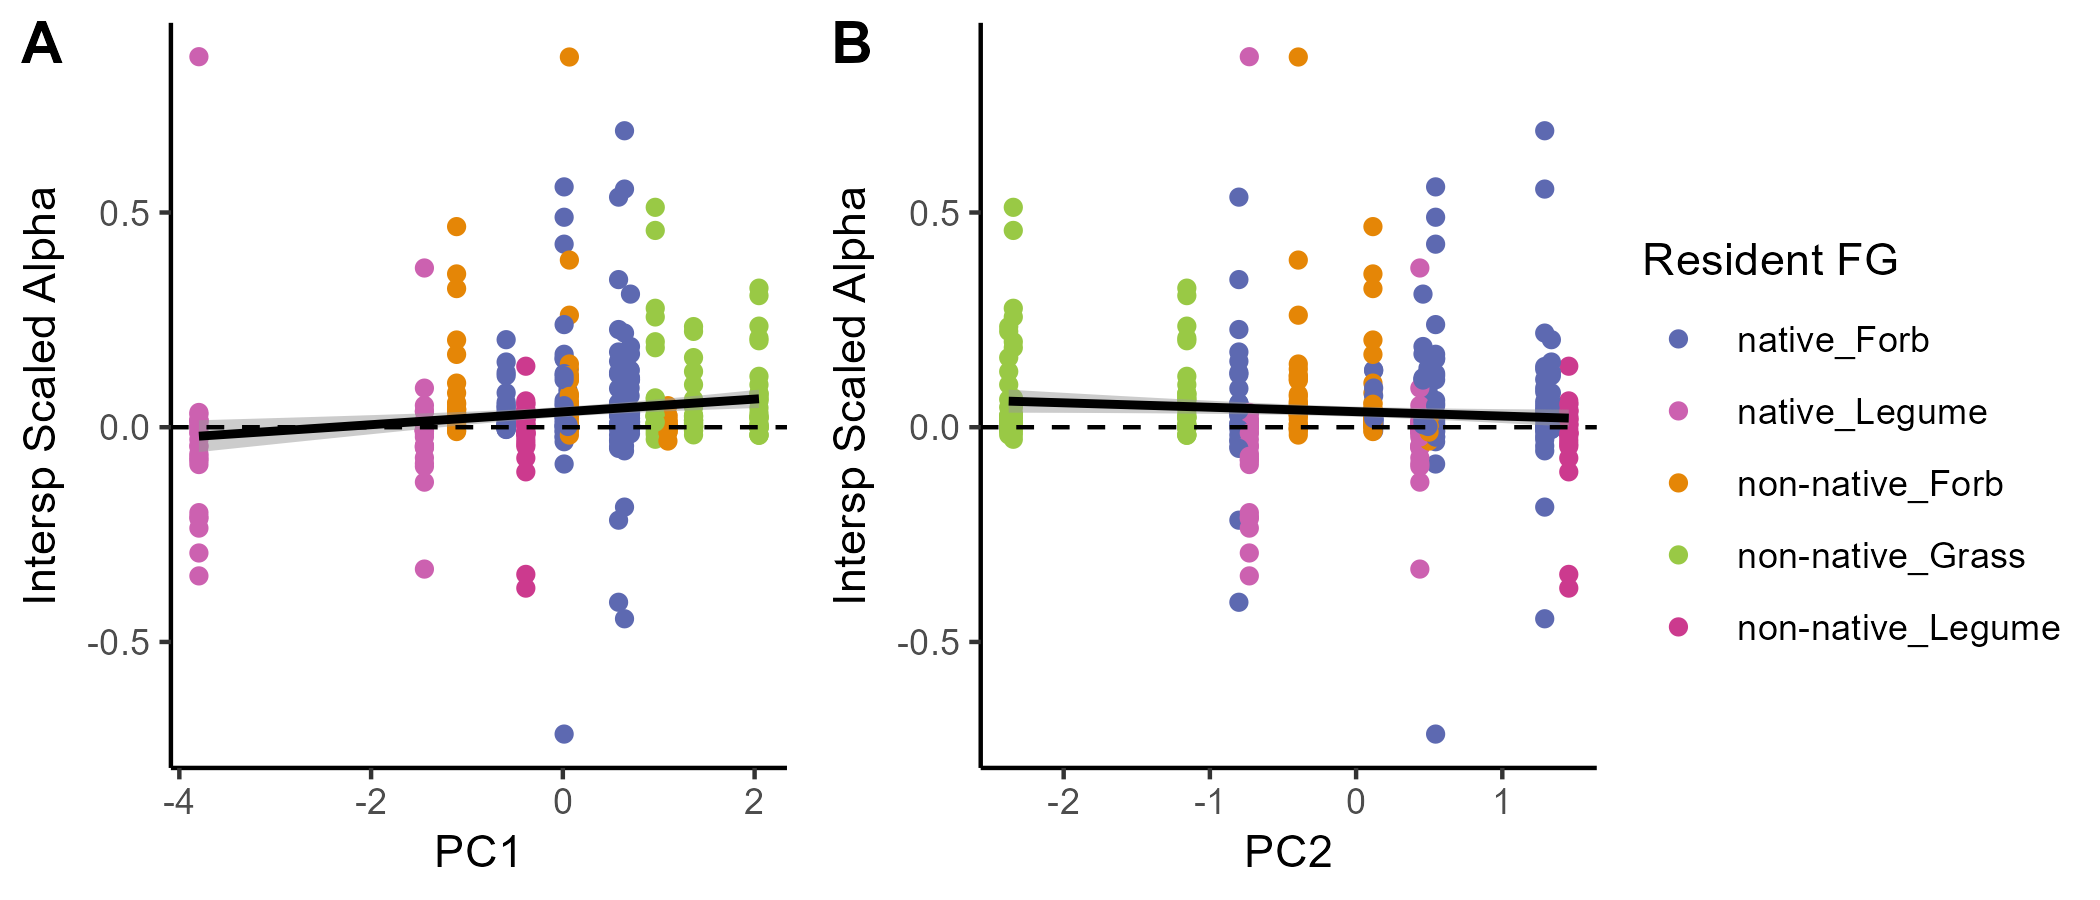 A
B
Intersp Scaled Alpha
0.5
0.0
-0.5
-4
-2
0
2
PC1
Intersp Scaled Alpha
0.5
0.0
-0.5
-2
-1
0
1
PC2
Resident FG
native_Forb
native_Legume
non-native_Forb
non-native_Grass
non-native_Legume